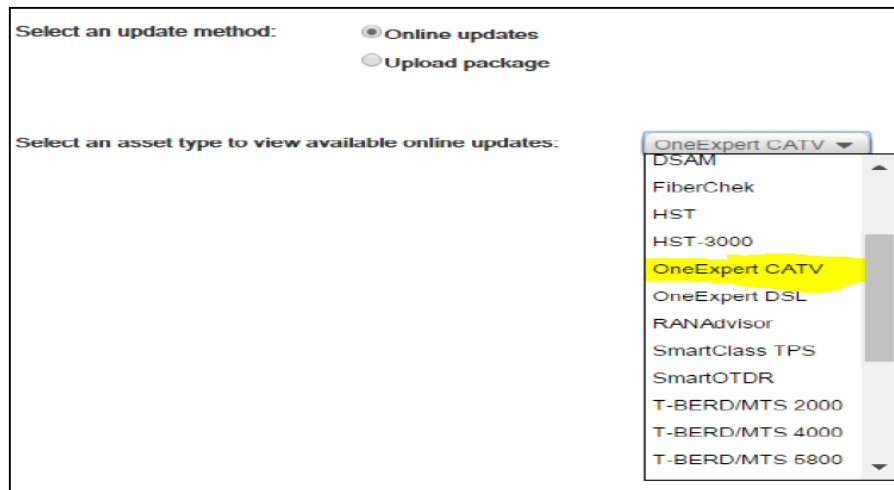 Select an update method:
Online updates
Upload package
Select an asset type to view available online updates:
OneExpert CATV
DSAM
FiberChek
HST
HST-3000
OneExpert CATV
OneExpert DSL
RANAdvisor
SmartClass TPS
SmartOTDR
T-BERD/MTS 2000
T-BERD/MTS 4000
T-BERD/MTS 5800